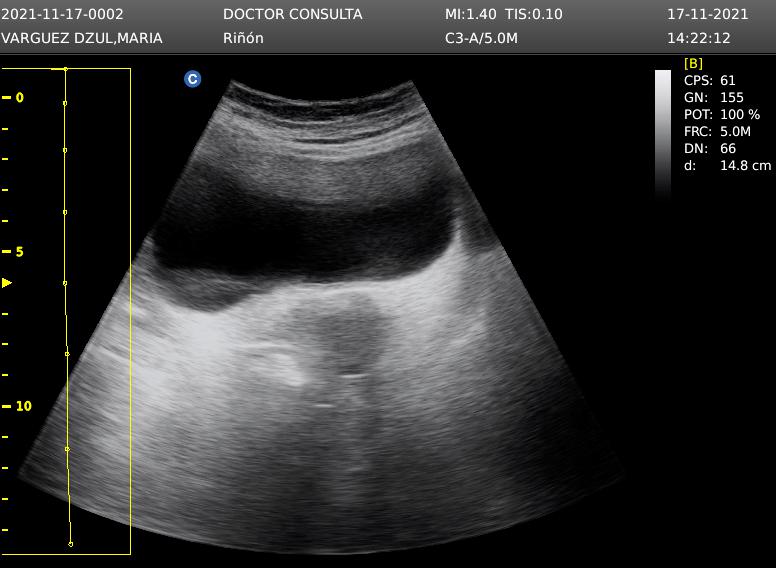 2021-11-17-0002 DOCTOR CONSULTA MI:1.40 TIS:0.10 17-11-2021
VARGUEZ DZUL,MARIA Riñón C3-A/5.0M 14:22:12
C
[B]
CPS: 61
GN: 155
POT: 100 %
FRC: 5.0M
DN: 66
d: 14.8 cm
0
5
10